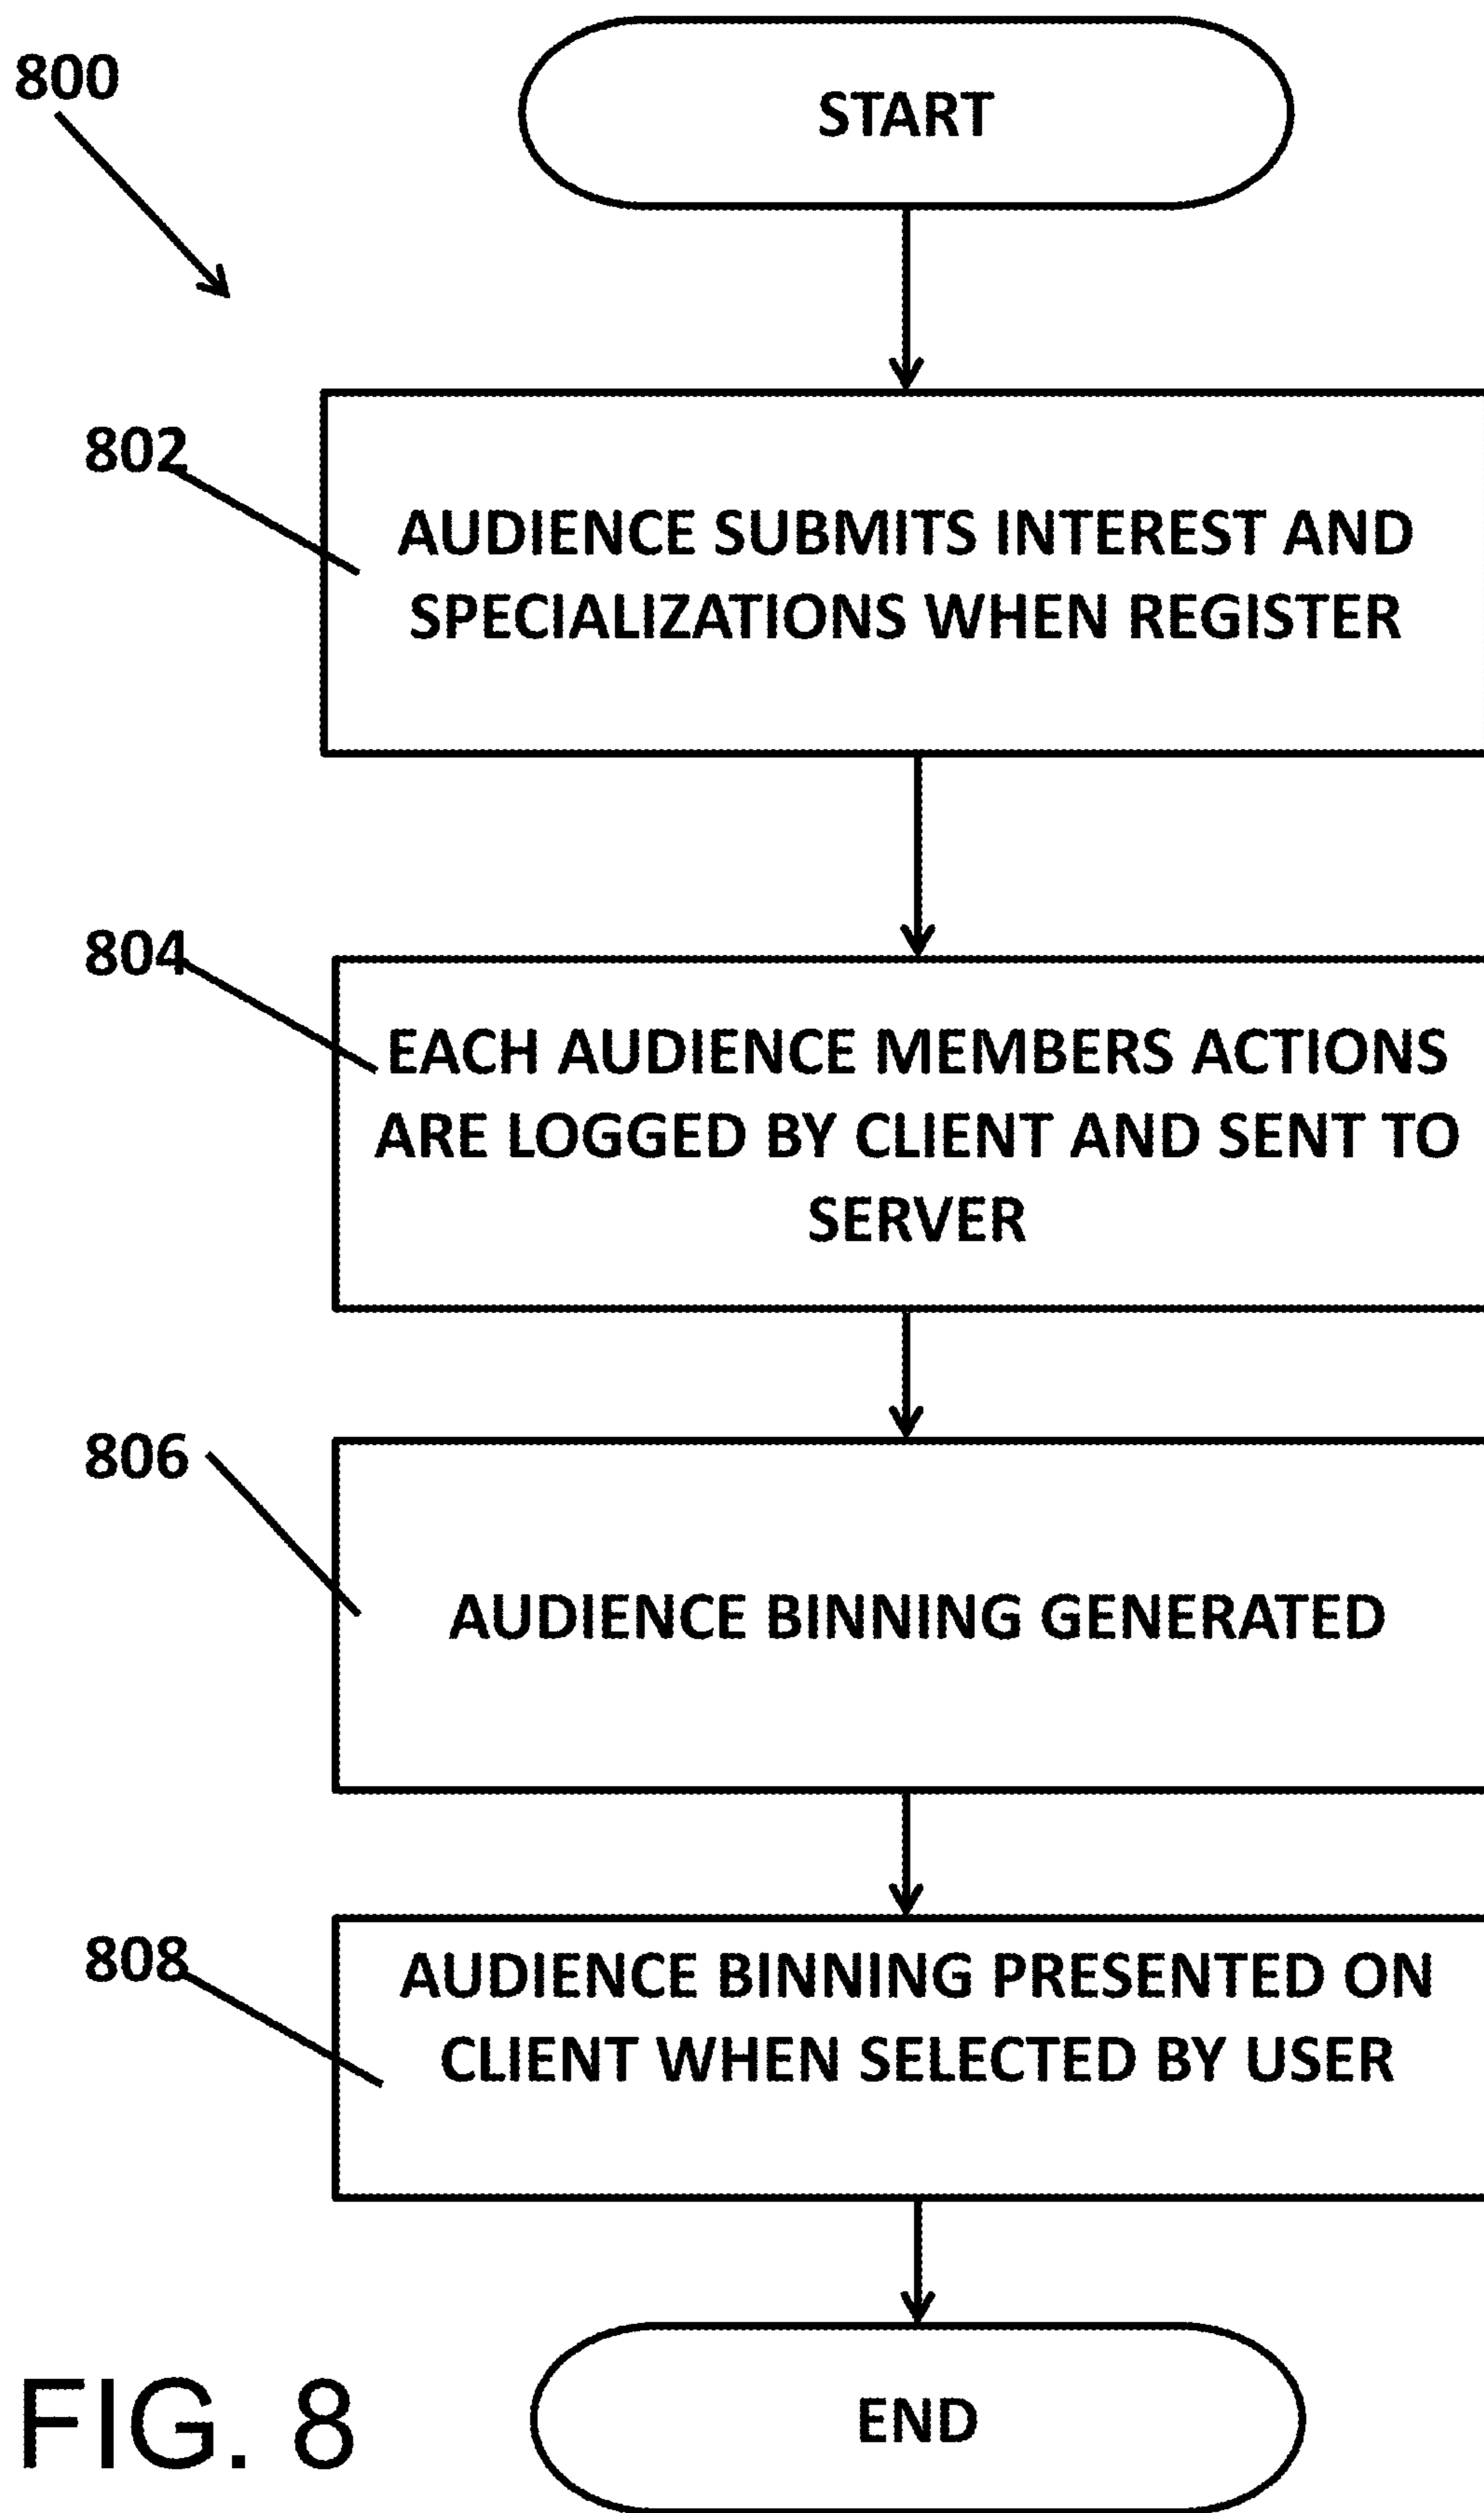 800
START
802
AUDIENCE SUBMITS INTEREST AND
SPECIALIZATIONS WHEN REGISTER
804
EACH AUDIENCE MEMBERS ACTIONS
ARE LOGGED BY CLIENT AND SENT TO
SERVER
806
AUDIENCE BINNING GENERATED
808
AUDIENCE BINNING PRESENTED ON
CLIENT WHEN SELECTED BY USER
END
FIG. 8